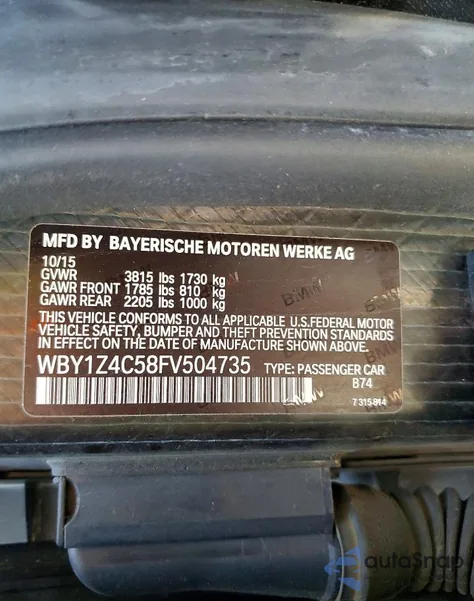 MFD BY BAYERISCHE MOTOREN WERKE AG
10/15
GVWR 3815 lbs 1730 kg
GAWR FRONT 1785 lbs 810 kg
GAWR REAR 2205 lbs 1000 kg
THIS VEHICLE CONFORMS TO ALL APPLICABLE U.S.FEDERAL MOTOR
VEHICLE SAFETY, BUMPER AND THEFT PREVENTION STANDARDS
IN EFFECT ON THE DATE OF MANUFACTURE SHOWN ABOVE.
WBY1Z4C58FV504735 TYPE: PASSENGER CAR
B74
7 315 814
autoSnap